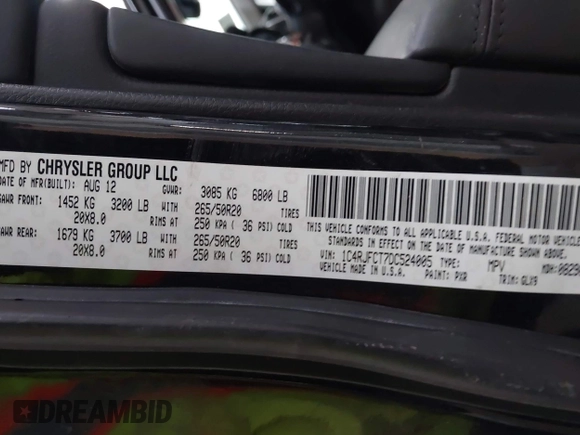 MFD BY CHRYSLER GROUP LLC
DATE OF MFR(BUILT): AUG 12 GVWR: 3085 KG 6800 LB
GAWR FRONT: 1452 KG 3200 LB WITH 265/50R20 TIRES
20X8.0 RIMS AT 250 KPA ( 36 PSI) COLD
GAWR REAR: 1679 KG 3700 LB WITH 265/50R20 TIRES
20X8.0 RIMS AT 250 KPA ( 36 PSI) COLD
THIS VEHICLE CONFORMS TO ALL APPLICABLE U.S.A. FEDERAL MOTOR VEHICLE
STANDARDS IN EFFECT ON THE DATE OF MANUFACTURE SHOWN ABOVE.
VIN: 1C4RJFCT7DC524005 MPV MDH:
VEHICLE MADE IN U.S.A. PAINT: PXR TRIM: GLX9
DREAMBID